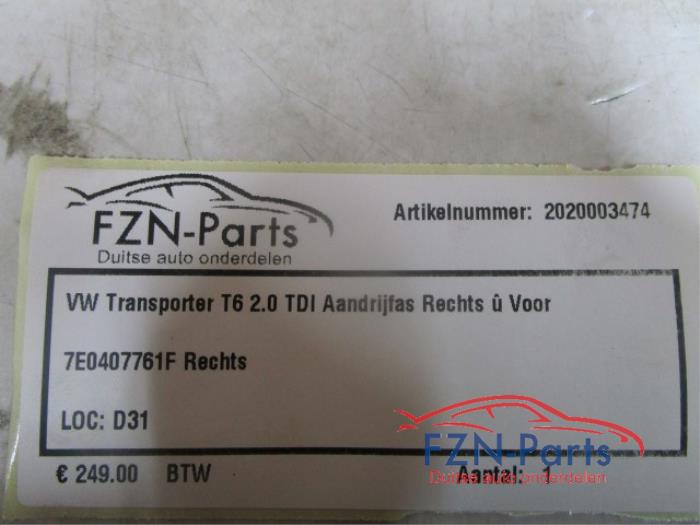 FZN-Parts
Duitse auto onderdelen
Artikelnummer: 2020003474
VW Transporter T6 2.0 TDI Aandrijfas Rechts û Voor
7E0407761F Rechts
LOC: D31
€ 249.00 BTW
Aantal: 1
FZN-Parts
Duitse auto onderdelen